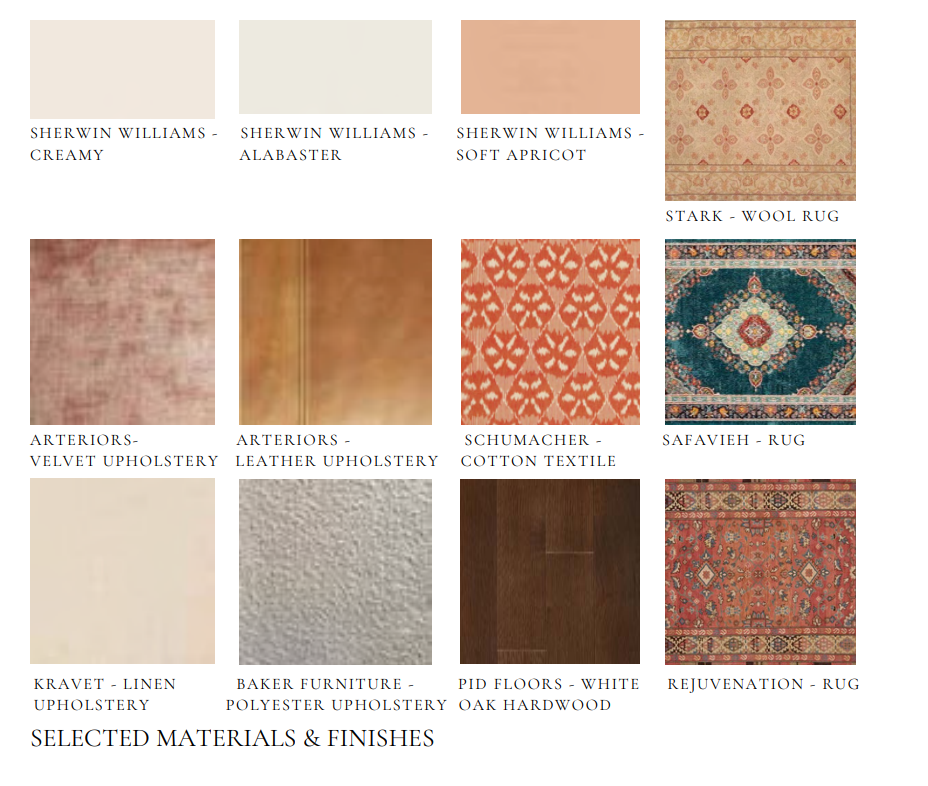 SHERWIN WILLIAMS -
CREAMY
SHERWIN WILLIAMS -
ALABASTER
SHERWIN WILLIAMS -
SOFT APRICOT
STARK - WOOL RUG
ARTERIORS-
VELVET UPHOLSTERY
ARTERIORS -
LEATHER UPHOLSTERY
SCHUMACHER -
COTTON TEXTILE
SAFAVIEH - RUG
KRAVET - LINEN
UPHOLSTERY
BAKER FURNITURE -
POLYESTER UPHOLSTERY
PID FLOORS - WHITE
OAK HARDWOOD
REJUVENATION - RUG
SELECTED MATERIALS & FINISHES